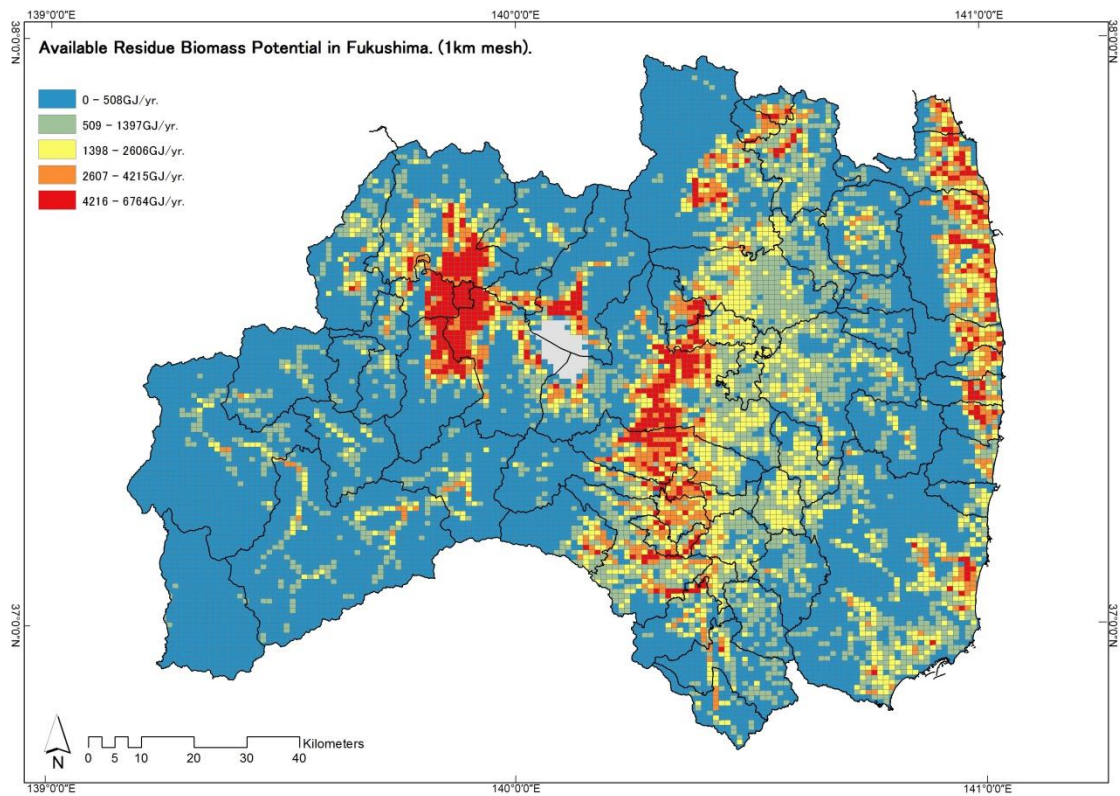 139°0'0"E 140°0'0"E 141°0'0"E
38°0'0"N 38°0'0"N
Available Residue Biomass Potential in Fukushima. (1km mesh).
0 - 508GJ/yr.
509 - 1397GJ/yr.
1398 - 2606GJ/yr.
2607 - 4215GJ/yr.
4216 - 6764GJ/yr.
37°0'0"N 37°0'0"N
N
Kilometers
0 5 10 20 30 40
139°0'0"E 140°0'0"E 141°0'0"E